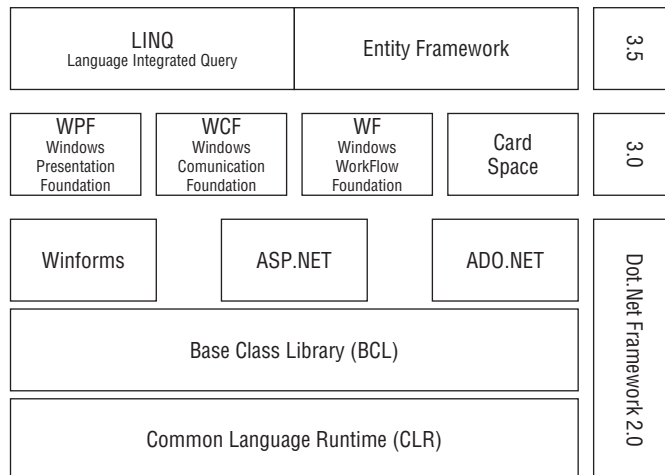 LINQ
Language Integrated Query
Entity Framework
3.5
WPF
Windows
Presentation
Foundation
WCF
Windows
Comunication
Foundation
WF
Windows
WorkFlow
Foundation
Card
Space
3.0
Winforms
ASP.NET
ADO.NET
Base Class Library (BCL)
Common Language Runtime (CLR)
Dot.Net Framework 2.0